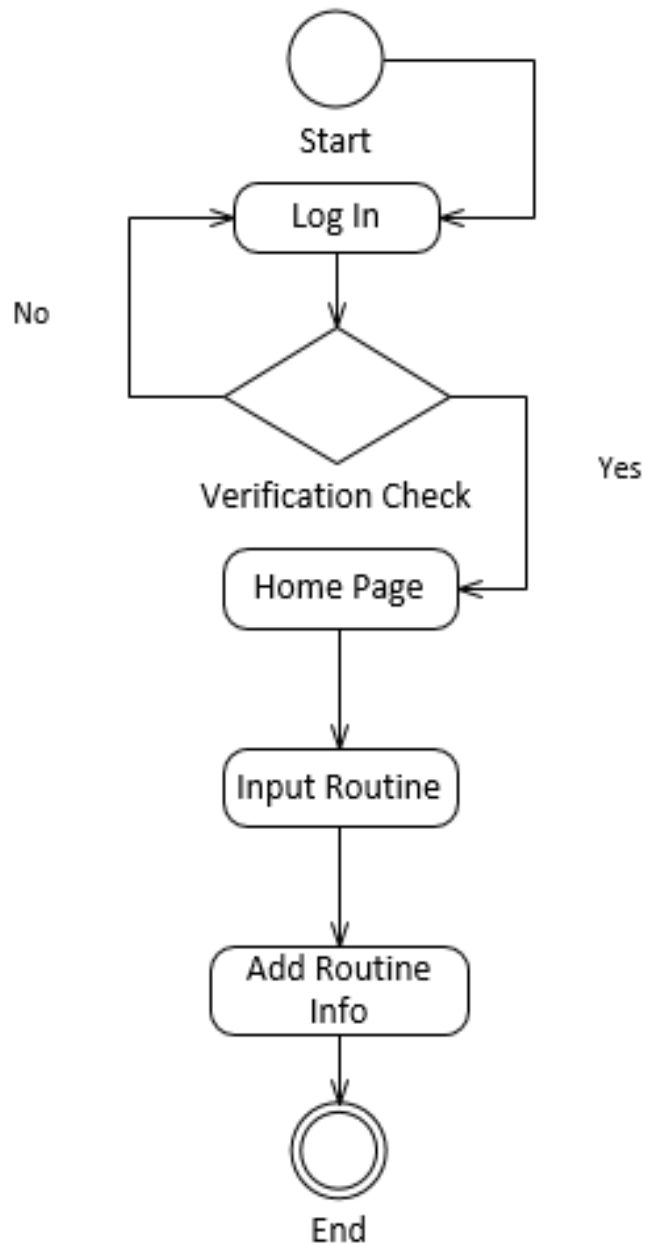 Start
Log In
No
Yes
Verification Check
Home Page
Input Routine
Add Routine
Info
End